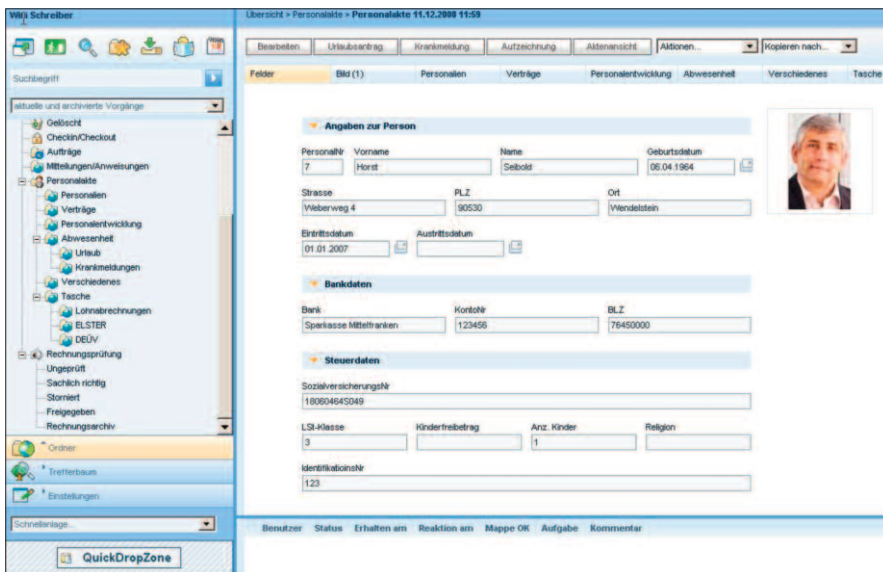 Willi Schreiber
Übersicht > Personalakte > Personalakte 11.12.2008 11:59
Bearbeiten Urlaubsantrag Krankmeldung Aufzeichnung Aktenansicht Aktionen... Kopieren nach...
Suchbegriff
Felder Bild (1) Personalien Verträge Personalentwicklung Abwesenheit Verschiedenes Tasche
aktuelle und archivierte Vorgänge
Gelöscht
Checkin/Checkout
Aufträge
Mitteilungen/Anweisungen
Personalakte
Personalien
Verträge
Personalentwicklung
Abwesenheit
Urlaub
Krankmeldungen
Verschiedenes
Tasche
Lohnabrechnungen
ELSTER
DEÜV
Rechnungsprüfung
Ungeprüft
Sachlich richtig
Storniert
Freigegeben
Rechnungsarchiv
Ordner
Trefferbaum
Einstellungen
Schnellanlage...
QuickDropZone
Angaben zur Person
PersonalNr Vorname Name Geburtsdatum
7 Horst Seibold 06.04.1964
Strasse PLZ Ort
Weberweg 4 90530 Wendelstein
Eintrittsdatum Austrittsdatum
01.01.2007
Bankdaten
Bank KontoNr BLZ
Sparkasse Mittelfranken 123456 76450000
Steuerdaten
SozialversicherungsNr
18060464S049
LSt-Klasse Kinderfreibetrag Anz. Kinder Religion
3 1
IdentifikatioinsNr
123
Benutzer Status Erhalten am Reaktion am Mappe OK Aufgabe Kommentar